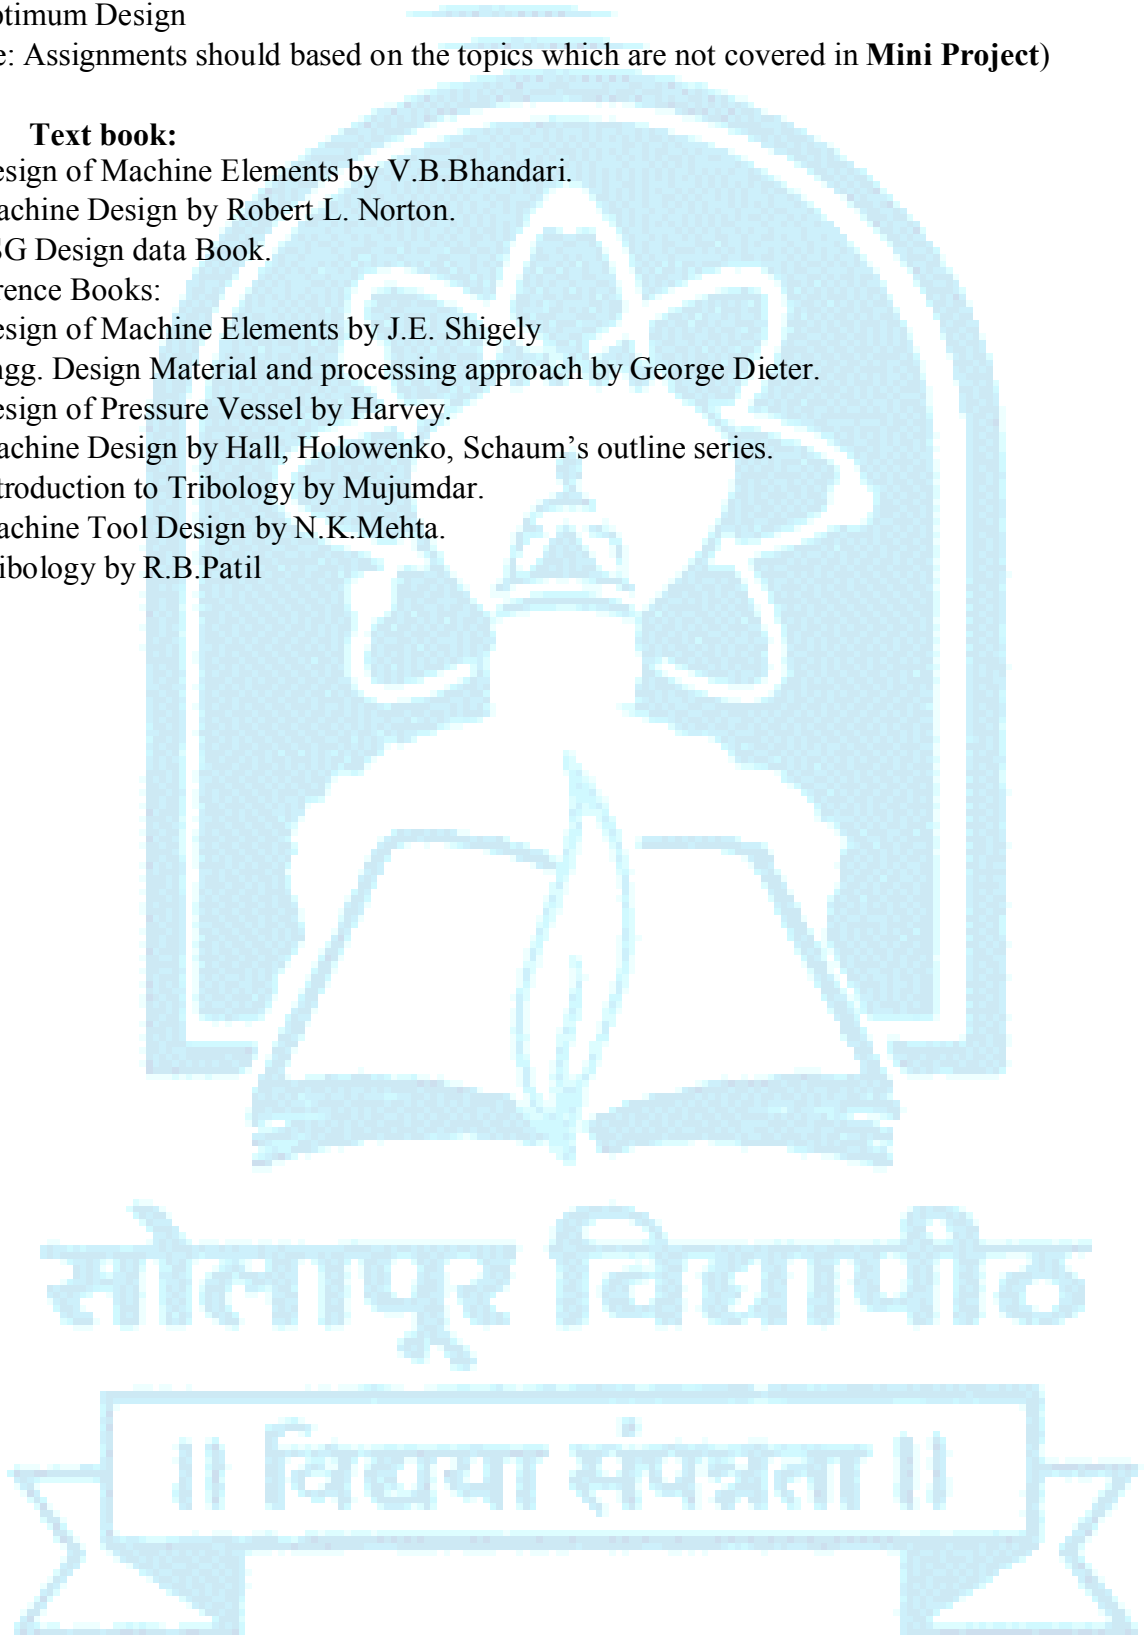 ptimum Design
e: Assignments should based on the topics which are not covered in Mini Project)
Text book:
esign of Machine Elements by V.B.Bhandari.
achine Design by Robert L. Norton.
SG Design data Book.
rence Books:
esign of Machine Elements by J.E. Shigely
ngg. Design Material and processing approach by George Dieter.
esign of Pressure Vessel by Harvey.
achine Design by Hall, Holowenko, Schaum’s outline series.
troduction to Tribology by Mujumdar.
achine Tool Design by N.K.Mehta.
ibology by R.B.Patil
सोलापूर विद्यापीठ
॥ विद्यया संपन्नता ॥